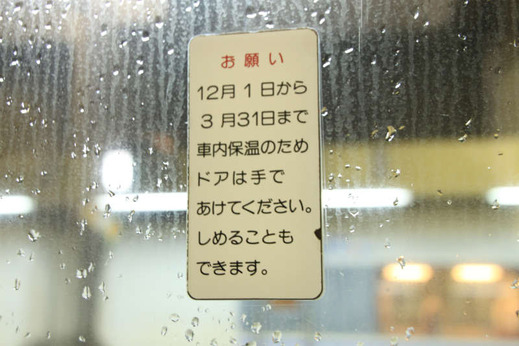 お願い
12月1日から
3月31日まで
車内保温のため
ドアは手で
あけてください。
しめることも
できます。